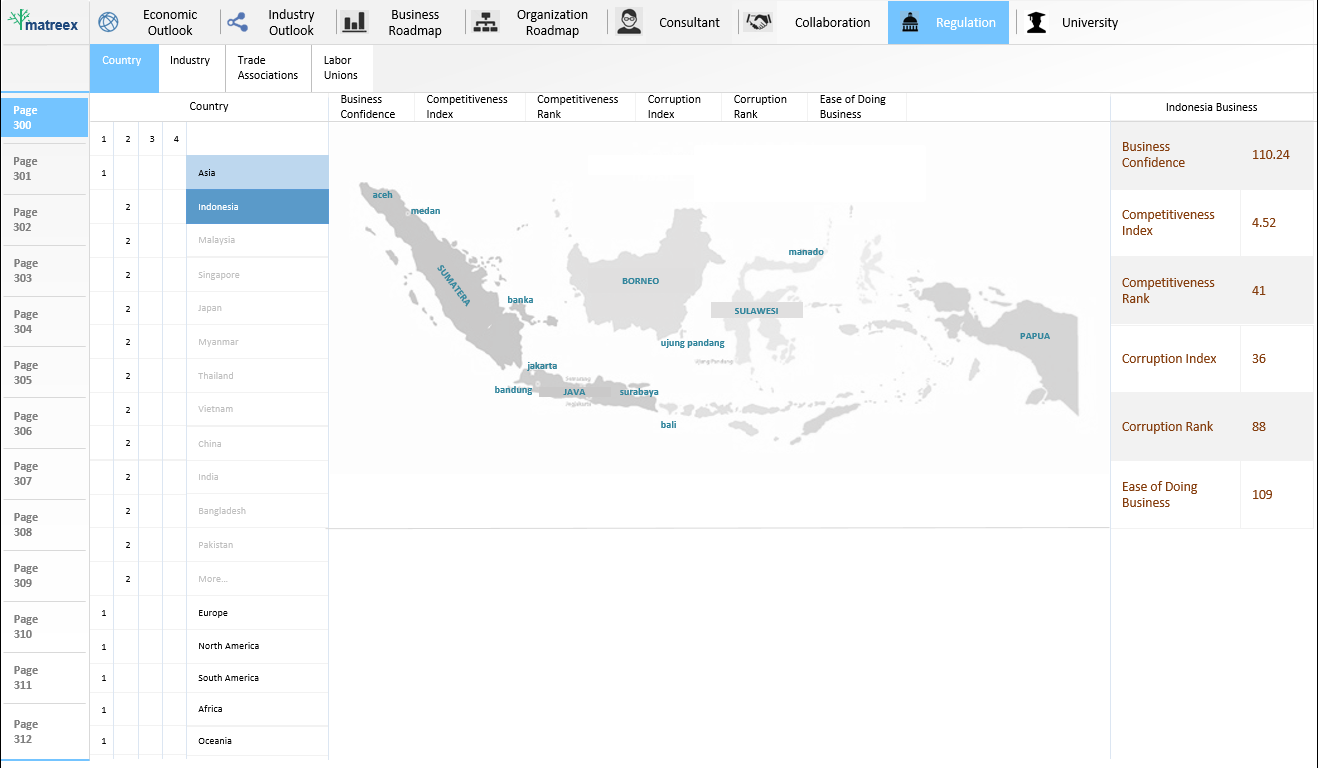 matreex
Economic
Outlook
Industry
Outlook
Business
Roadmap
Organization
Roadmap
Consultant
Collaboration
Regulation
University
Country
Industry
Trade
Associations
Labor
Unions
Page
300
Page
301
Page
302
Page
303
Page
304
Page
305
Page
306
Page
307
Page
308
Page
309
Page
310
Page
311
Page
312
Country
1 2 3 4
1 Asia
2 Indonesia
2 Malaysia
2 Singapore
2 Japan
2 Myanmar
2 Thailand
2 Vietnam
2 China
2 India
2 Bangladesh
2 Pakistan
2 More...
1 Europe
1 North America
1 South America
1 Africa
1 Oceania
Business
Confidence
Competitiveness
Index
Competitiveness
Rank
Corruption
Index
Corruption
Rank
Ease of Doing
Business
aceh
medan
SUMATERA
banka
BORNEO
manado
SULAWESI
PAPUA
ujung pandang
Ujung Pandang
jakarta
Semarang
bandung
JAVA
surabaya
bali
Indonesia Business
Business
Confidence
110.24
Competitiveness
Index
4.52
Competitiveness
Rank
41
Corruption Index
36
Corruption Rank
88
Ease of Doing
Business
109